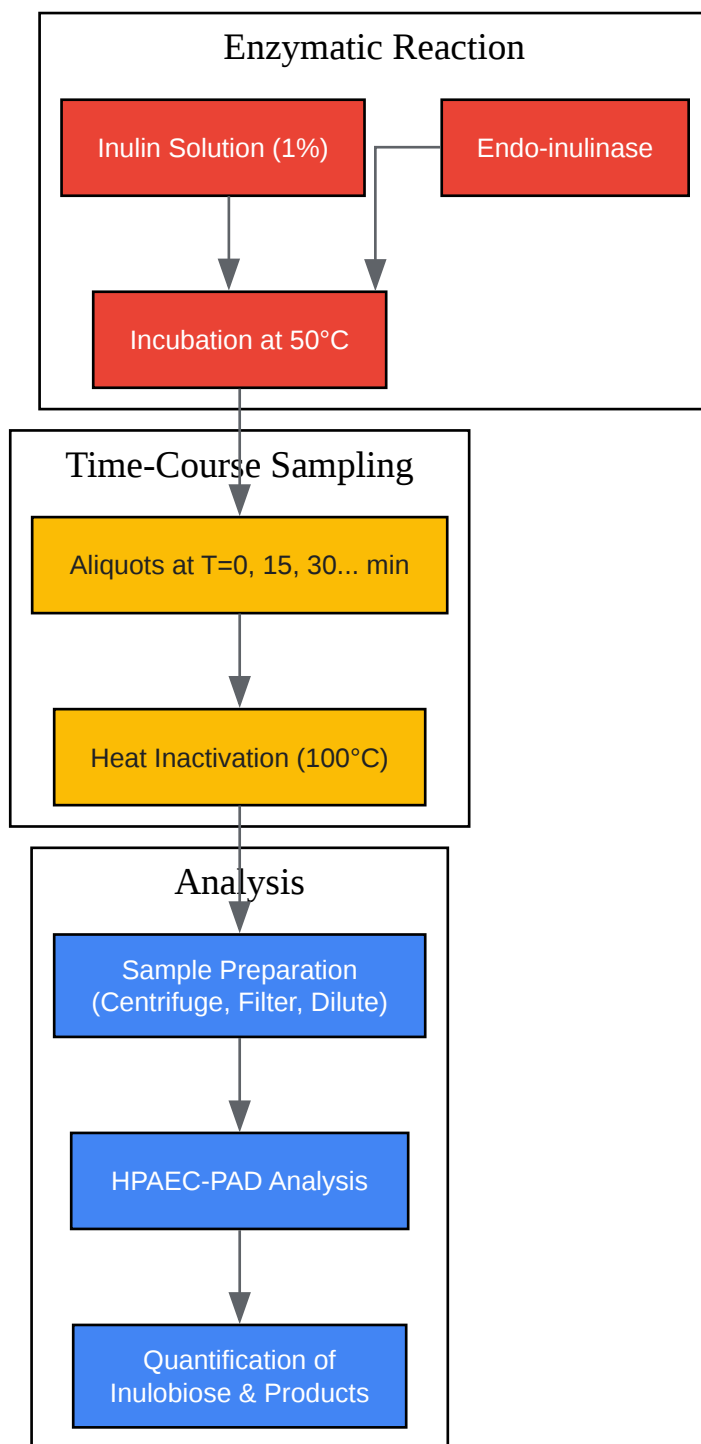 Enzymatic Reaction
Inulin Solution (1%)
Endo-inulinase
Incubation at 50°C
Time-Course Sampling
Aliquots at T=0, 15, 30... min
Heat Inactivation (100°C)
Analysis
Sample Preparation
(Centrifuge, Filter, Dilute)
HPAEC-PAD Analysis
Quantification of
Inulobiose & Products